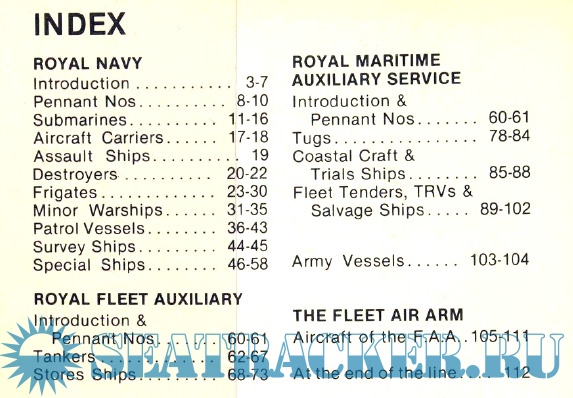 INDEX
ROYAL NAVY
Introduction ............ 3-7
Pennant Nos.......... 8-10
Submarines........... 11-16
Aircraft Carriers...... 17-18
Assault Ships.......... 19
Destroyers .......... 20-22
Frigates.............. 23-30
Minor Warships...... 31-35
Patrol Vessels........ 36-43
Survey Ships......... 44-45
Special Ships........ 46-58
ROYAL FLEET AUXILIARY
Introduction &
Pennant Nos....... 60-61
Tankers.............. 62-67
Stores Ships......... 68-73
ROYAL MARITIME
AUXILIARY SERVICE
Introduction &
Pennant Nos....... 60-61
Tugs................. 78-84
Coastal Craft &
Trials Ships........ 85-88
Fleet Tenders, TRVs &
Salvage Ships..... 89-102
Army Vessels...... 103-104
THE FLEET AIR ARM
Aircraft of the F.A.A..105-111
At the end of the line.... 112
SEATRACKER.RU